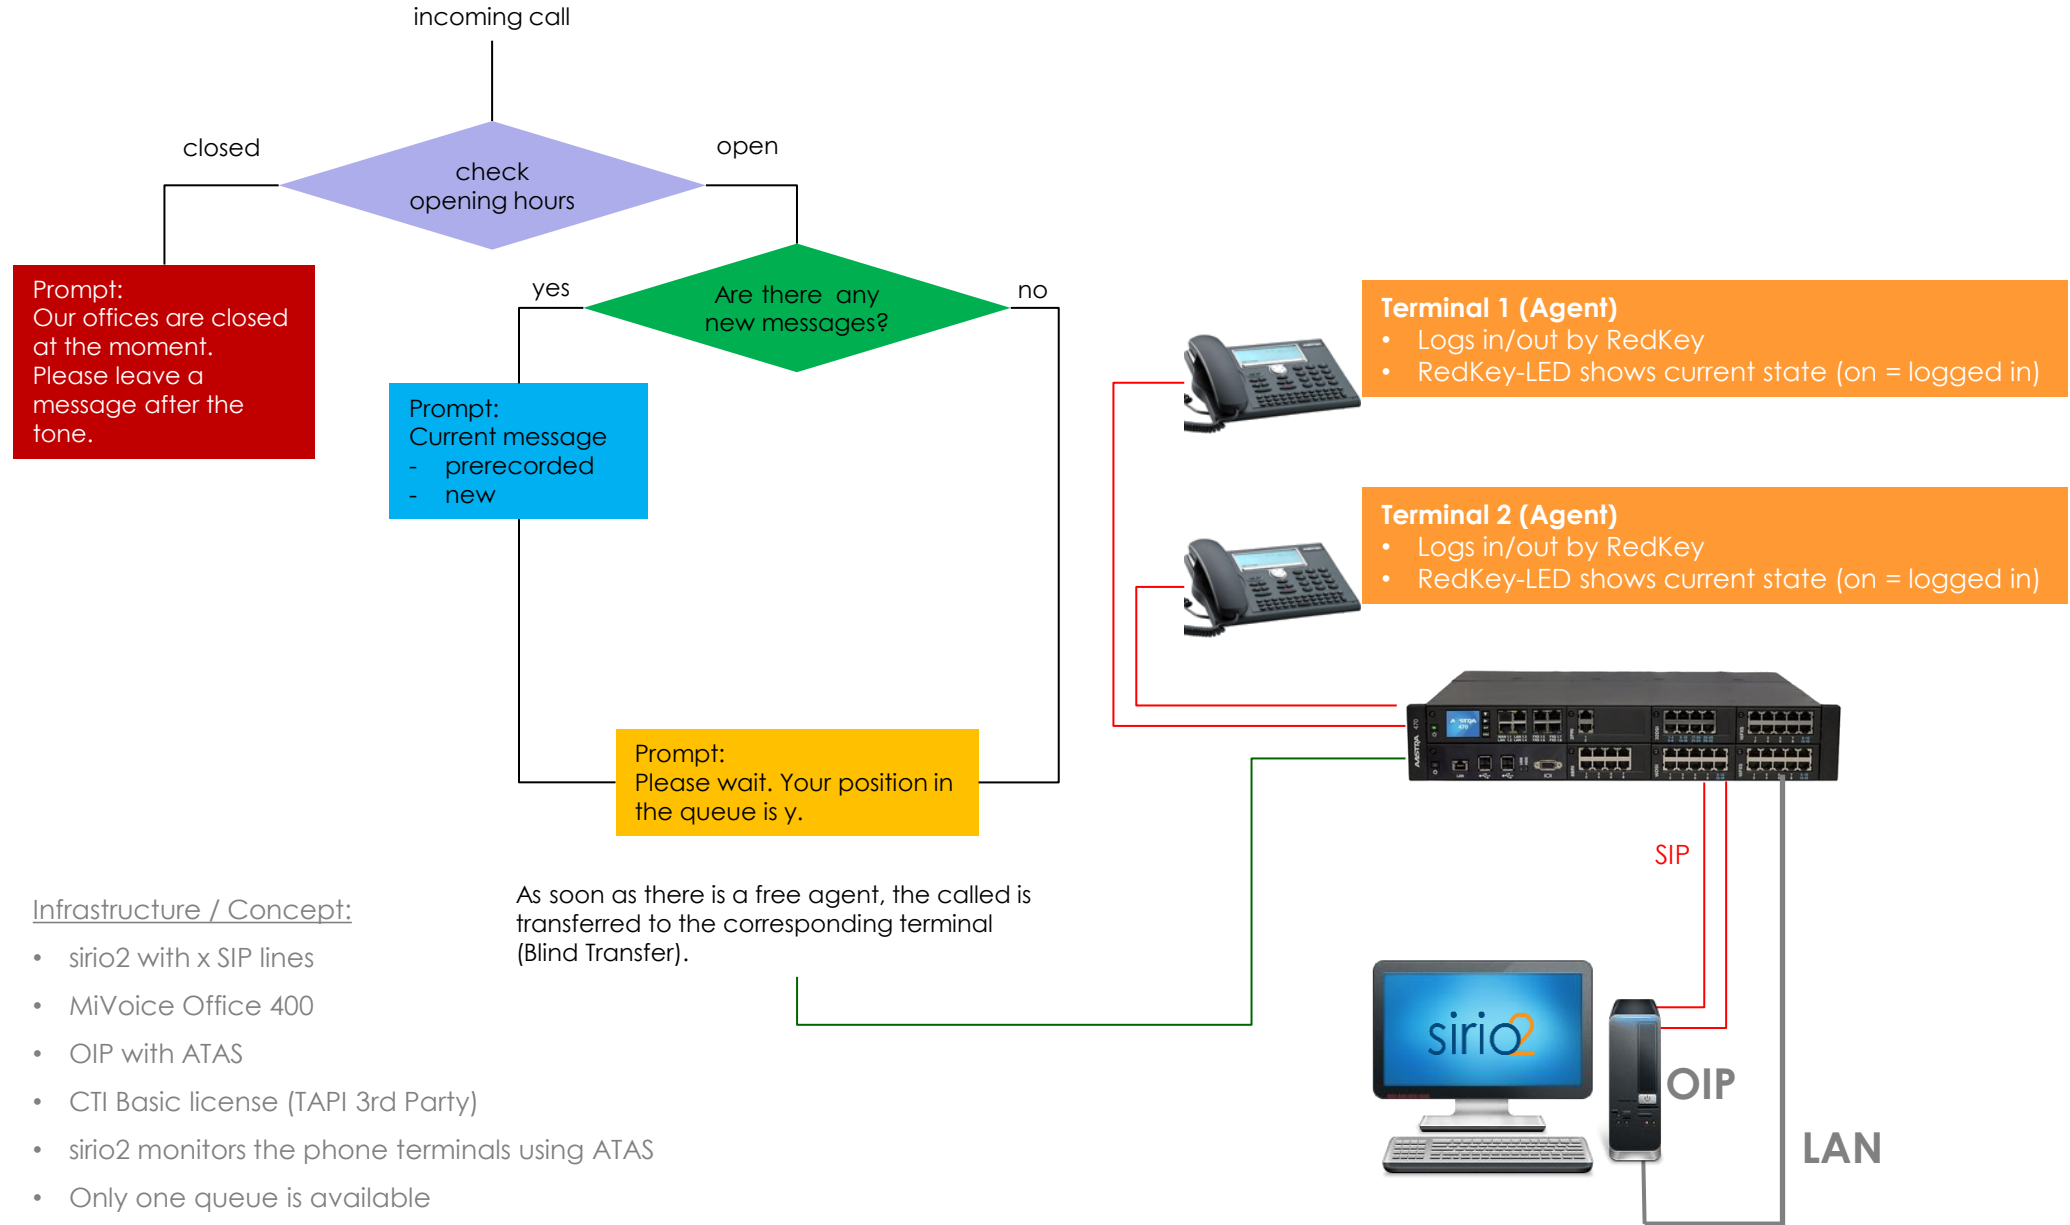 incoming call
closed
open
check
opening hours
Prompt:
Our offices are closed
at the moment.
Please leave a
message after the
tone.
yes
Are there  any
new messages?
no
Prompt:
Current message
- prerecorded
- new
Prompt:
Please wait. Your position in
the queue is y.
As soon as there is a free agent, the called is
transferred to the corresponding terminal
(Blind Transfer).
Terminal 1 (Agent)
• Logs in/out by RedKey
• RedKey-LED shows current state (on = logged in)
Terminal 2 (Agent)
• Logs in/out by RedKey
• RedKey-LED shows current state (on = logged in)
AASTRA 470
470
SIP
sirio2
OIP
LAN
Infrastructure / Concept:
• sirio2 with x SIP lines
• MiVoice Office 400
• OIP with ATAS
• CTI Basic license (TAPI 3rd Party)
• sirio2 monitors the phone terminals using ATAS
• Only one queue is available